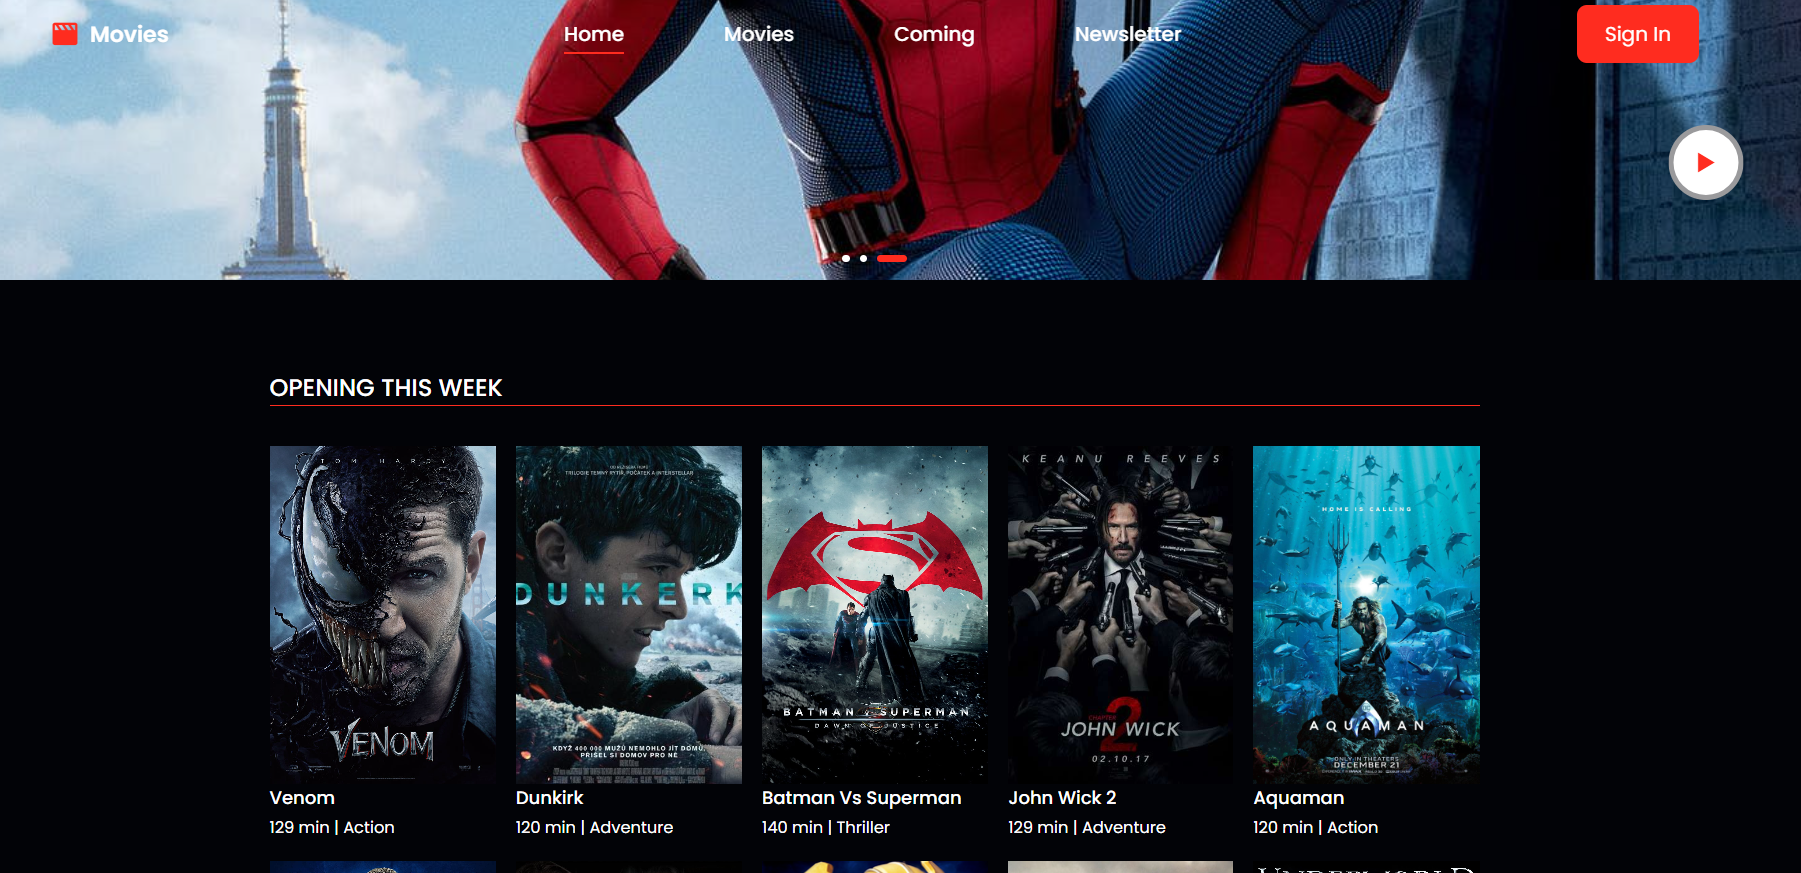 Movies
Home
Movies
Coming
Newsletter
Sign In
OPENING THIS WEEK
TOM HARDY
VENOM
OD REŽISÉRA FILMŮ
TRILOGIE TEMNÝ RYTÍŘ, POČÁTEK A INTERSTELLAR
DUNKERK
KDYŽ 400 000 MUŽŮ NEMOHLO JÍT DOMŮ,
PŘIŠEL SI DOMOV PRO NĚ
BATMAN V SUPERMAN
DAWN OF JUSTICE
KEANU REEVES
CHAPTER 2
JOHN WICK
02.10.17
HOME IS CALLING
AQUAMAN
ONLY IN THEATERS
DECEMBER 21
Venom
129 min | Action
Dunkirk
120 min | Adventure
Batman Vs Superman
140 min | Thriller
John Wick 2
129 min | Adventure
Aquaman
120 min | Action